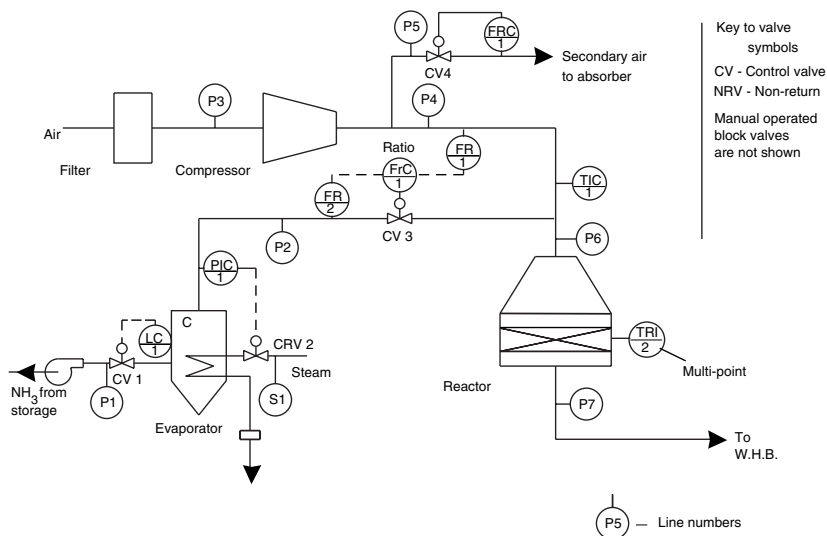 P5
FRC
1
CV4
Secondary air
to absorber
Key to valve
symbols
CV - Control valve
NRV - Non-return
Manual operated
block valves
are not shown
P3
P4
Air
Filter
Compressor
Ratio
FrC
1
FR
1
FR
2
CV 3
TIC
1
P2
P6
PIC
1
C
LC
1
CV 1
CRV 2
Steam
NH3 from
storage
P1
S1
Evaporator
TRI
2
Multi-point
Reactor
P7
To
W.H.B.
P5
Line numbers